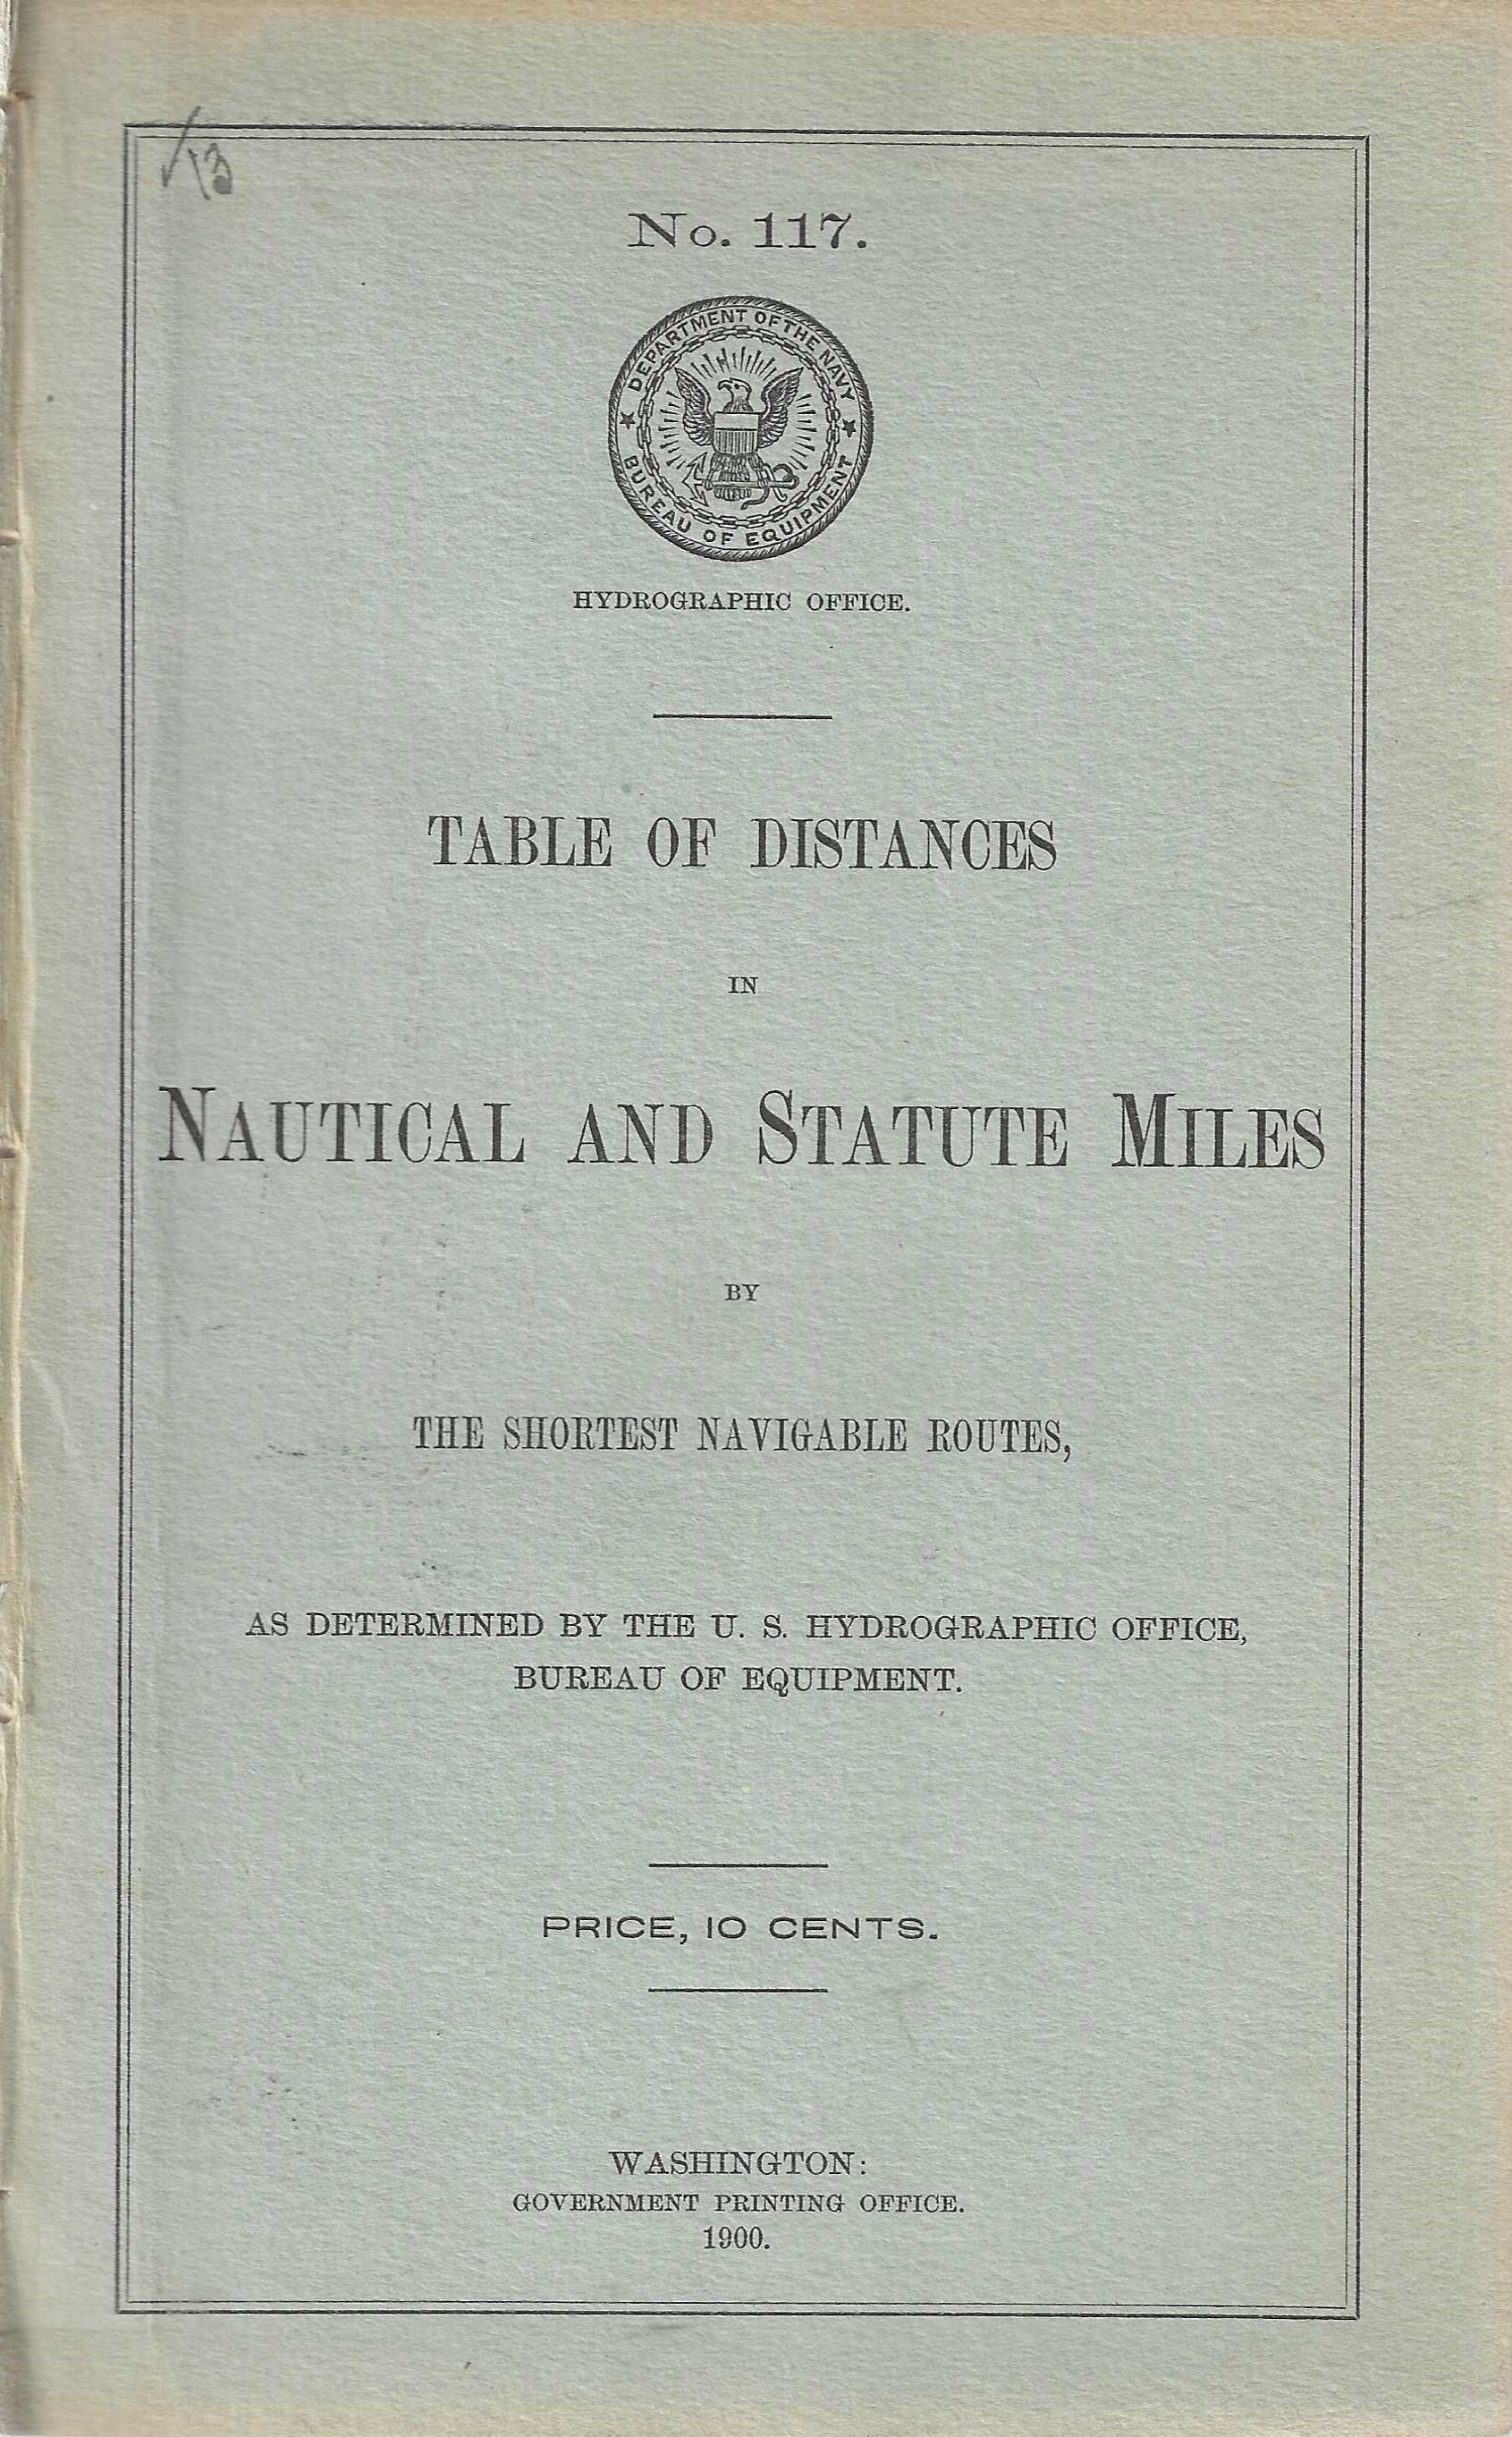 13
No. 117.
DEPARTMENT OF THE NAVY
BUREAU OF EQUIPMENT
HYDROGRAPHIC OFFICE.
TABLE OF DISTANCES
IN
NAUTICAL AND STATUTE MILES
BY
THE SHORTEST NAVIGABLE ROUTES,
AS DETERMINED BY THE U. S. HYDROGRAPHIC OFFICE,
BUREAU OF EQUIPMENT.
PRICE, 10 CENTS.
WASHINGTON:
GOVERNMENT PRINTING OFFICE.
1900.